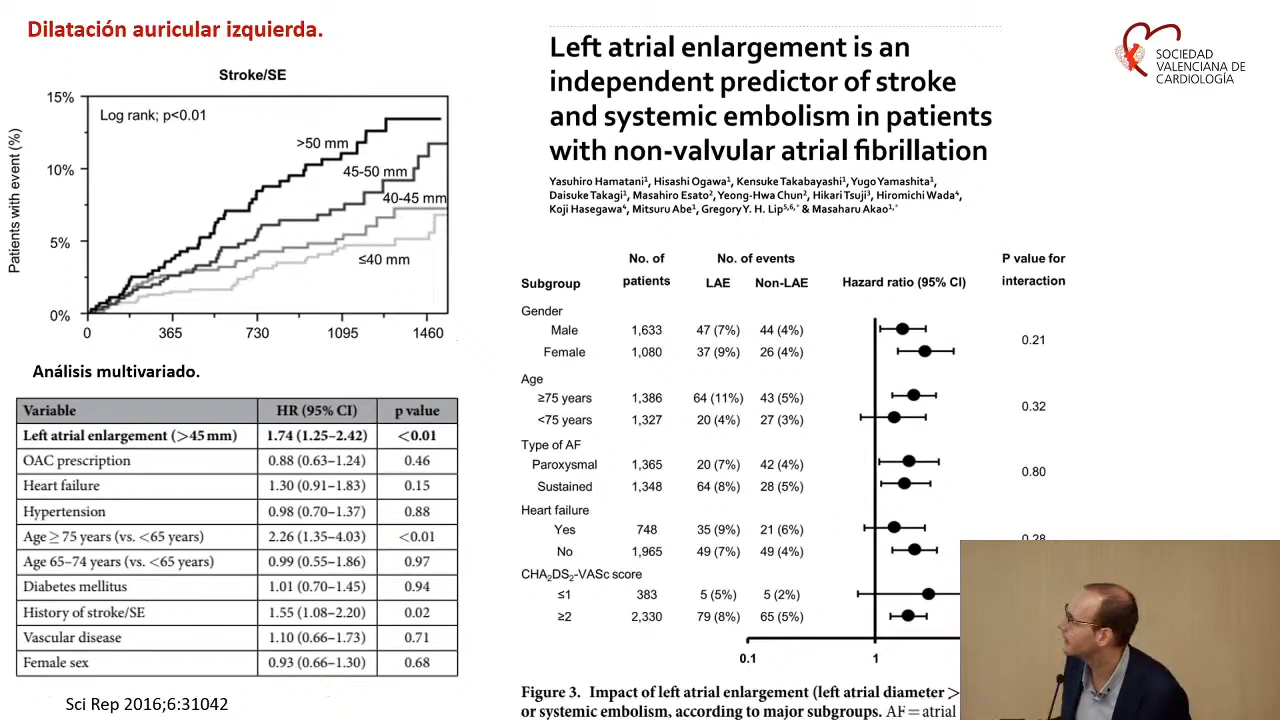 Dilatación auricular izquierda.
Stroke/SE
15%
Log rank; p<0.01
>50 mm
10%
45-50 mm
40-45 mm
Patients with event (%)
5%
≤40 mm
0%
0 365 730 1095 1460
Análisis multivariado.
Variable HR (95% CI) p value
Left atrial enlargement (>45 mm) 1.74 (1.25–2.42) <0.01
OAC prescription 0.88 (0.63–1.24) 0.46
Heart failure 1.30 (0.91–1.83) 0.15
Hypertension 0.98 (0.70–1.37) 0.88
Age ≥ 75 years (vs. <65 years) 2.26 (1.35–4.03) <0.01
Age 65–74 years (vs. <65 years) 0.99 (0.55–1.86) 0.97
Diabetes mellitus 1.01 (0.70–1.45) 0.94
History of stroke/SE 1.55 (1.08–2.20) 0.02
Vascular disease 1.10 (0.66–1.73) 0.71
Female sex 0.93 (0.66–1.30) 0.68
Sci Rep 2016;6:31042
Left atrial enlargement is an
independent predictor of stroke
and systemic embolism in patients
with non-valvular atrial fibrillation
Yasuhiro Hamatani1, Hisashi Ogawa1, Kensuke Takabayashi1, Yugo Yamashita1,
Daisuke Takagi1, Masahiro Esato2, Yeong-Hwa Chun2, Hikari Tsuji3, Hiromichi Wada4,
Koji Hasegawa4, Mitsuru Abe1, Gregory Y. H. Lip5,6,* & Masaharu Akao1,*
SOCIEDAD
VALENCIANA DE
CARDIOLOGÍA
No. of No. of events P value for
Subgroup patients LAE Non-LAE Hazard ratio (95% CI) interaction
Gender
Male 1,633 47 (7%) 44 (4%)
0.21
Female 1,080 37 (9%) 26 (4%)
Age
≥75 years 1,386 64 (11%) 43 (5%)
0.32
<75 years 1,327 20 (4%) 27 (3%)
Type of AF
Paroxysmal 1,365 20 (7%) 42 (4%)
0.80
Sustained 1,348 64 (8%) 28 (5%)
Heart failure
Yes 748 35 (9%) 21 (6%)
0.28
No 1,965 49 (7%) 49 (4%)
CHA2DS2-VASc score
≤1 383 5 (5%) 5 (2%)
≥2 2,330 79 (8%) 65 (5%)
0.1 1
Figure 3. Impact of left atrial enlargement (left atrial diameter >
or systemic embolism, according to major subgroups. AF = atrial